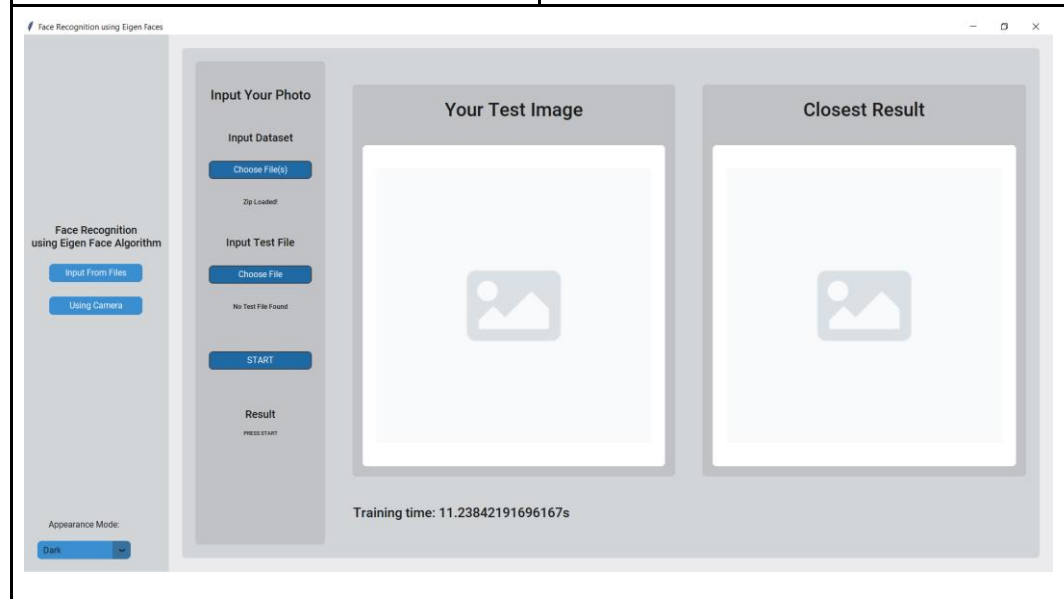 Face Recognition using Eigen Faces
Face Recognition
using Eigen Face Algorithm
Input From Files
Using Camera
Appearance Mode:
Dark
Input Your Photo
Input Dataset
Choose File(s)
Zip Loaded!
Input Test File
Choose File
No Test File Found
START
Result
PRESS START
Your Test Image
Closest Result
Training time: 11.23842191696167s